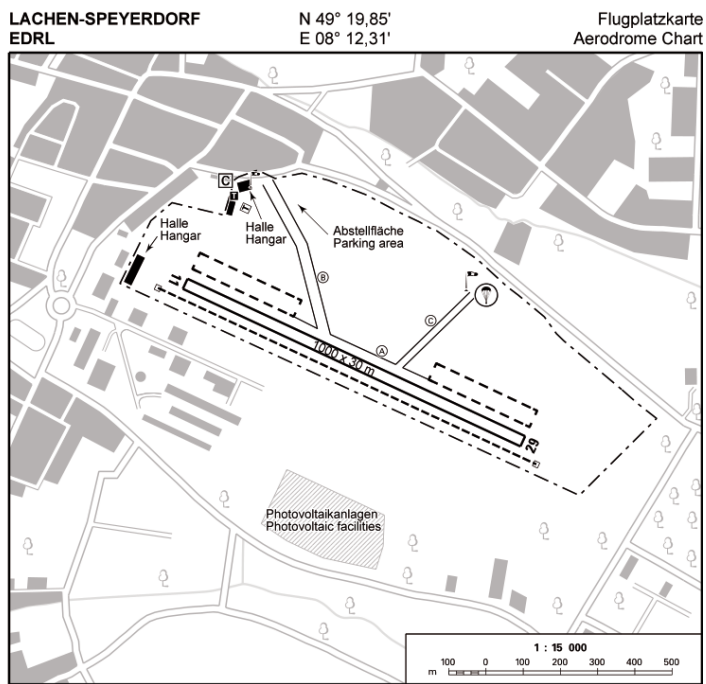 LACHEN-SPEYERDORF
EDRL
N 49° 19,85'
E 08° 12,31'
Flugplatzkarte
Aerodrome Chart
C
T
Halle
Hangar
Halle
Hangar
Abstellfläche
Parking area
B
C
A
11
1000 x 30 m
29
Photovoltaikanlagen
Photovoltaic facilities
1 : 15 000
m 100 0 100 200 300 400 500